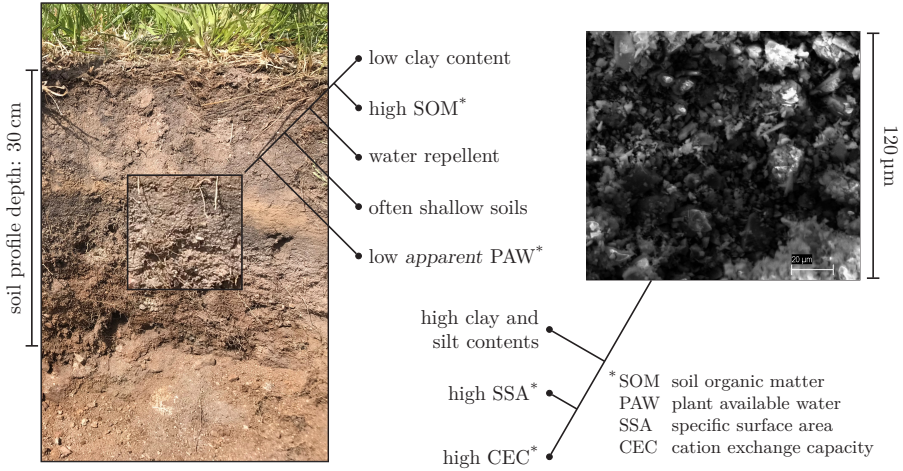 soil profile depth: 30 cm
low clay content
high SOM*
water repellent
often shallow soils
low apparent PAW*
20 µm
120 µm
high clay and
silt contents
high SSA*
high CEC*
*SOM soil organic matter
PAW plant available water
SSA specific surface area
CEC cation exchange capacity